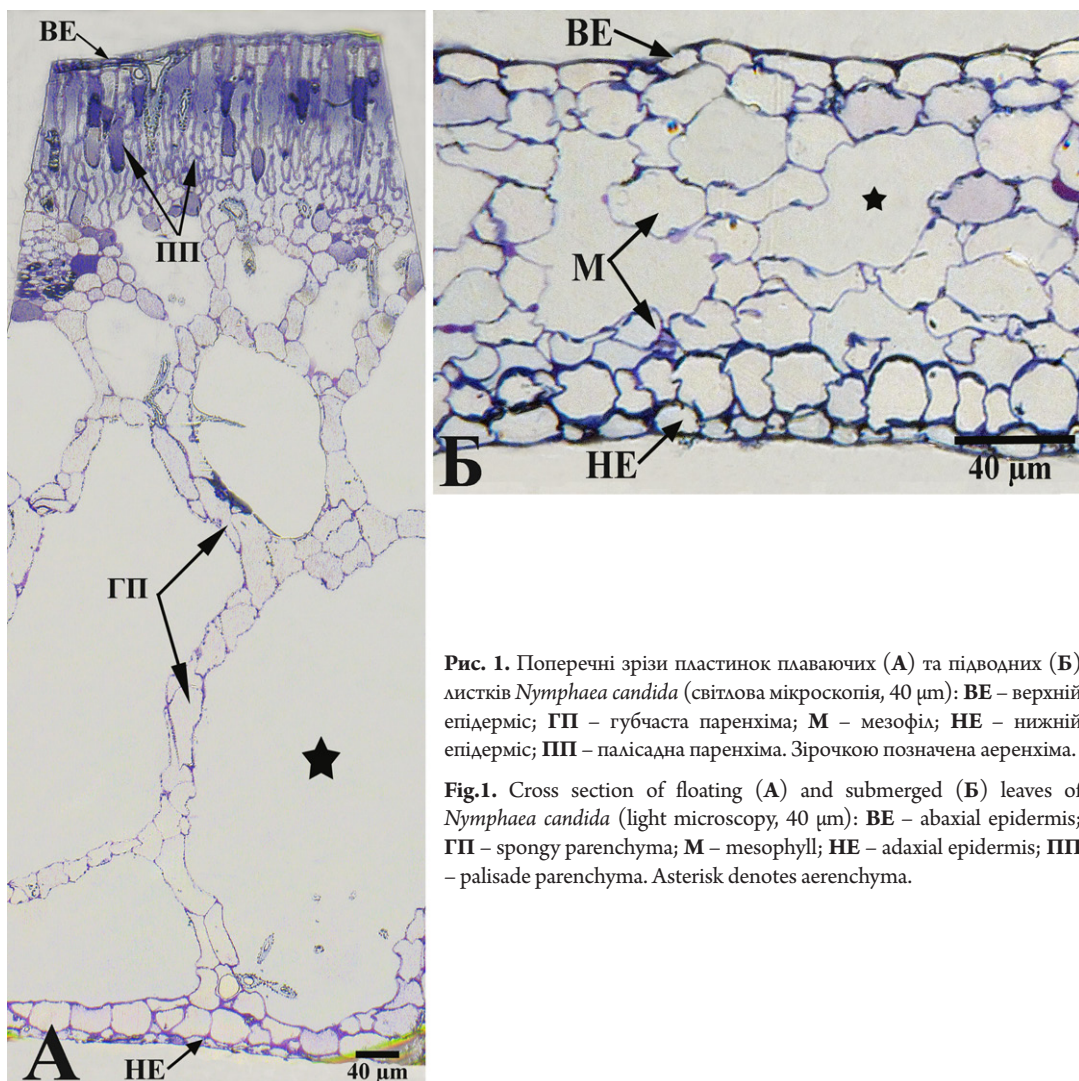 ВЕ
ПП
ГП
НЕ
А
40 μm
ВЕ
М
НЕ
Б
40 μm
Рис. 1. Поперечні зрізи пластинок плаваючих (А) та підводних (Б)
листків Nymphaea candida (світлова мікроскопія, 40 μm): ВЕ – верхній
епідерміс; ГП – губчаста паренхіма; М – мезофіл; НЕ – нижній
епідерміс; ПП – палісадна паренхіма. Зірочкою позначена аеренхіма.
Fig.1. Cross section of floating (А) and submerged (Б) leaves of
Nymphaea candida (light microscopy, 40 μm): ВЕ – abaxial epidermis;
ГП – spongy parenchyma; М – mesophyll; НЕ – adaxial epidermis; ПП
– palisade parenchyma. Asterisk denotes aerenchyma.